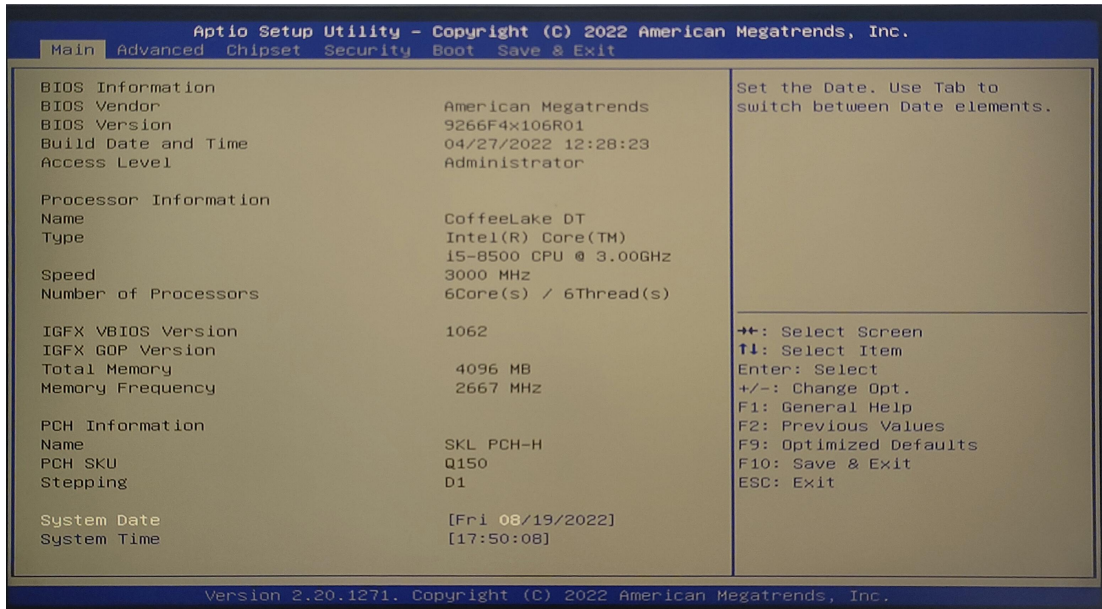 Aptio Setup Utility – Copyright (C) 2022 American Megatrends, Inc.
Main Advanced Chipset Security Boot Save & Exit
BIOS Information
BIOS Vendor American Megatrends
BIOS Version 9266F4x106R01
Build Date and Time 04/27/2022 12:28:23
Access Level Administrator
Processor Information
Name CoffeeLake DT
Type Intel(R) Core(TM)
i5-8500 CPU @ 3.00GHz
Speed 3000 MHz
Number of Processors 6Core(s) / 6Thread(s)
IGFX VBIOS Version 1062
IGFX GOP Version
Total Memory 4096 MB
Memory Frequency 2667 MHz
PCH Information
Name SKL PCH-H
PCH SKU Q150
Stepping D1
System Date [Fri 08/19/2022]
System Time [17:50:08]
Set the Date. Use Tab to
switch between Date elements.
→←: Select Screen
↑↓: Select Item
Enter: Select
+/-: Change Opt.
F1: General Help
F2: Previous Values
F9: Optimized Defaults
F10: Save & Exit
ESC: Exit
Version 2.20.1271. Copyright (C) 2022 American Megatrends, Inc.